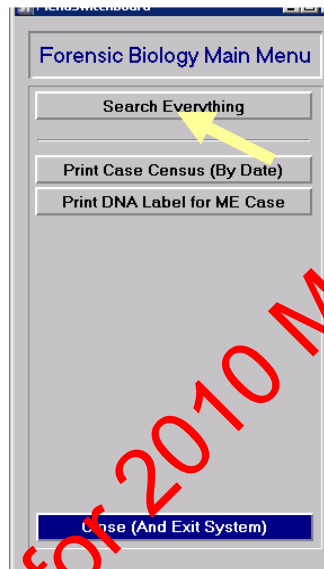 Forensic Biology Main Menu
Search Everything
Print Case Census (By Date)
Print DNA Label for ME Case
Close (And Exit System)
for 2010 M